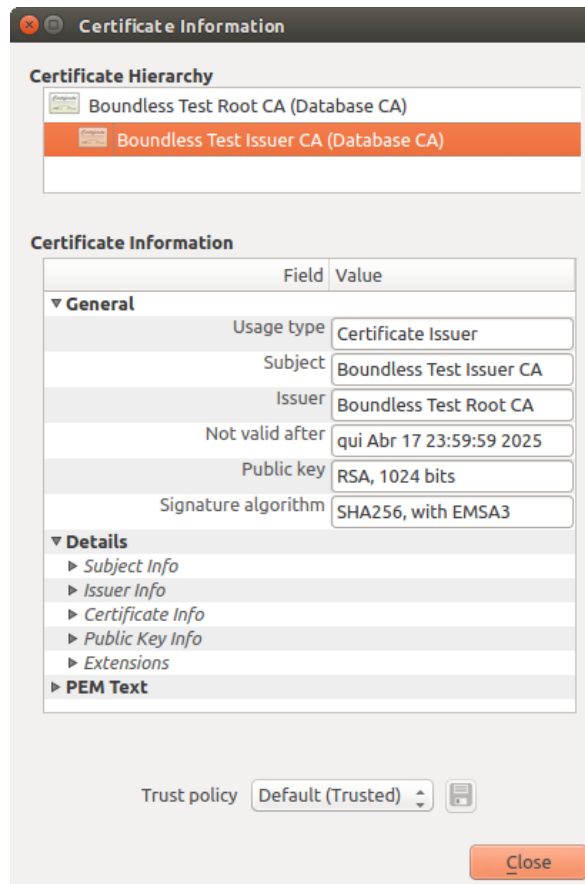 Certificate Information
Certificate Hierarchy
Boundless Test Root CA (Database CA)
Boundless Test Issuer CA (Database CA)
Certificate Information
Field Value
General
Usage type Certificate Issuer
Subject Boundless Test Issuer CA
Issuer Boundless Test Root CA
Not valid after qui Abr 17 23:59:59 2025
Public key RSA, 1024 bits
Signature algorithm SHA256, with EMSA3
Details
Subject Info
Issuer Info
Certificate Info
Public Key Info
Extensions
PEM Text
Trust policy Default (Trusted)
Close